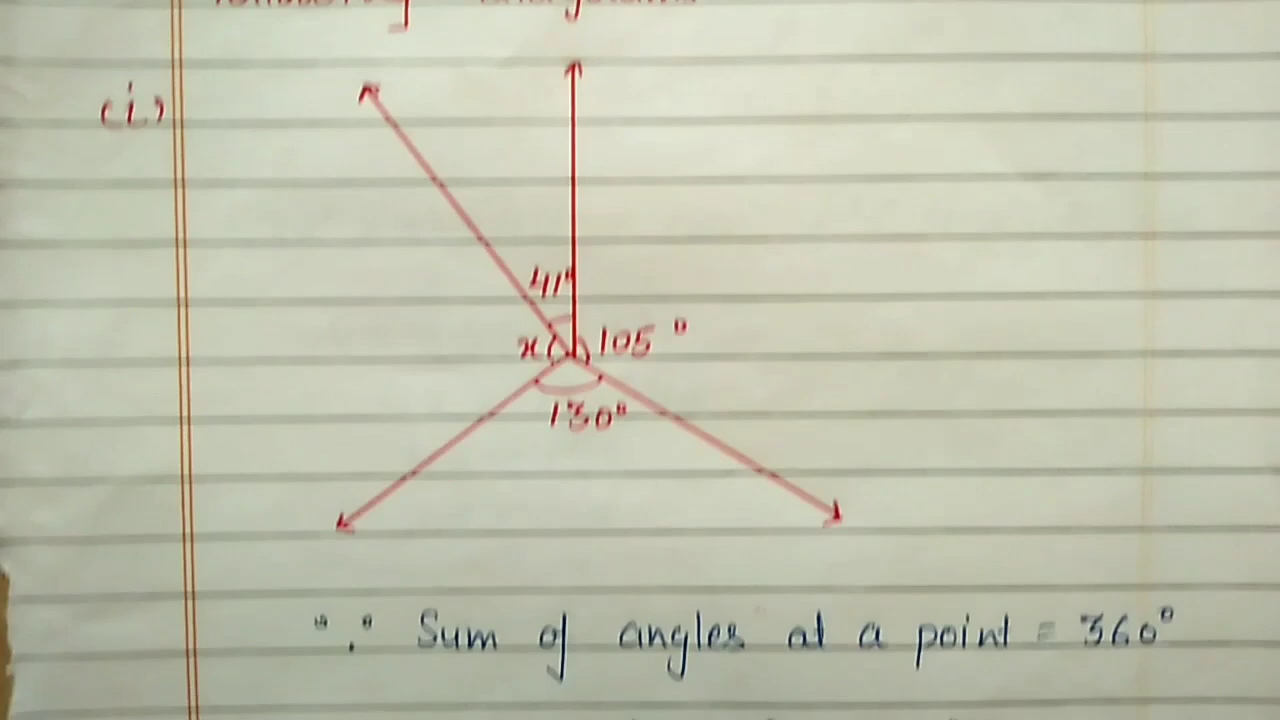 (i)
41°
x 105°
130°
∵ Sum of angles at a point = 360°